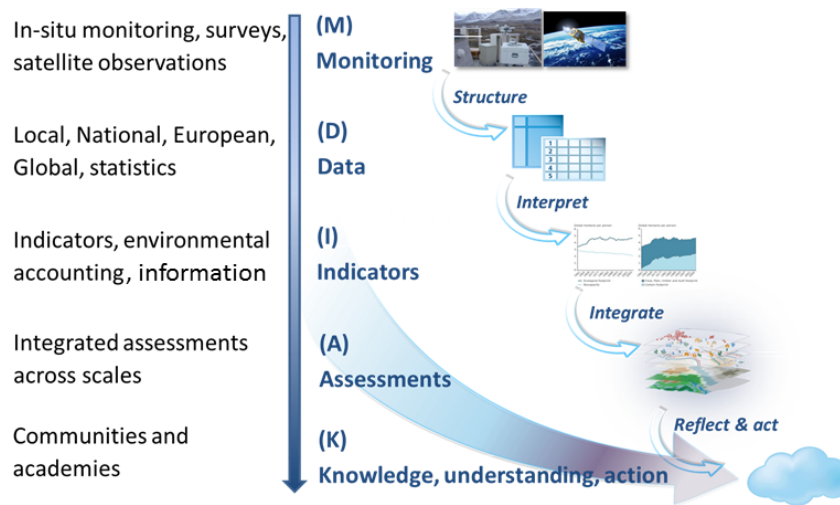 In-situ monitoring, surveys,
satellite observations
(M)
Monitoring
Structure
Local, National, European,
Global, statistics
(D)
Data
1
2
3
4
5
Interpret
Indicators, environmental
accounting, information
(I)
Indicators
Integrate
Integrated assessments
across scales
(A)
Assessments
Reflect & act
Communities and
academies
(K)
Knowledge, understanding, action